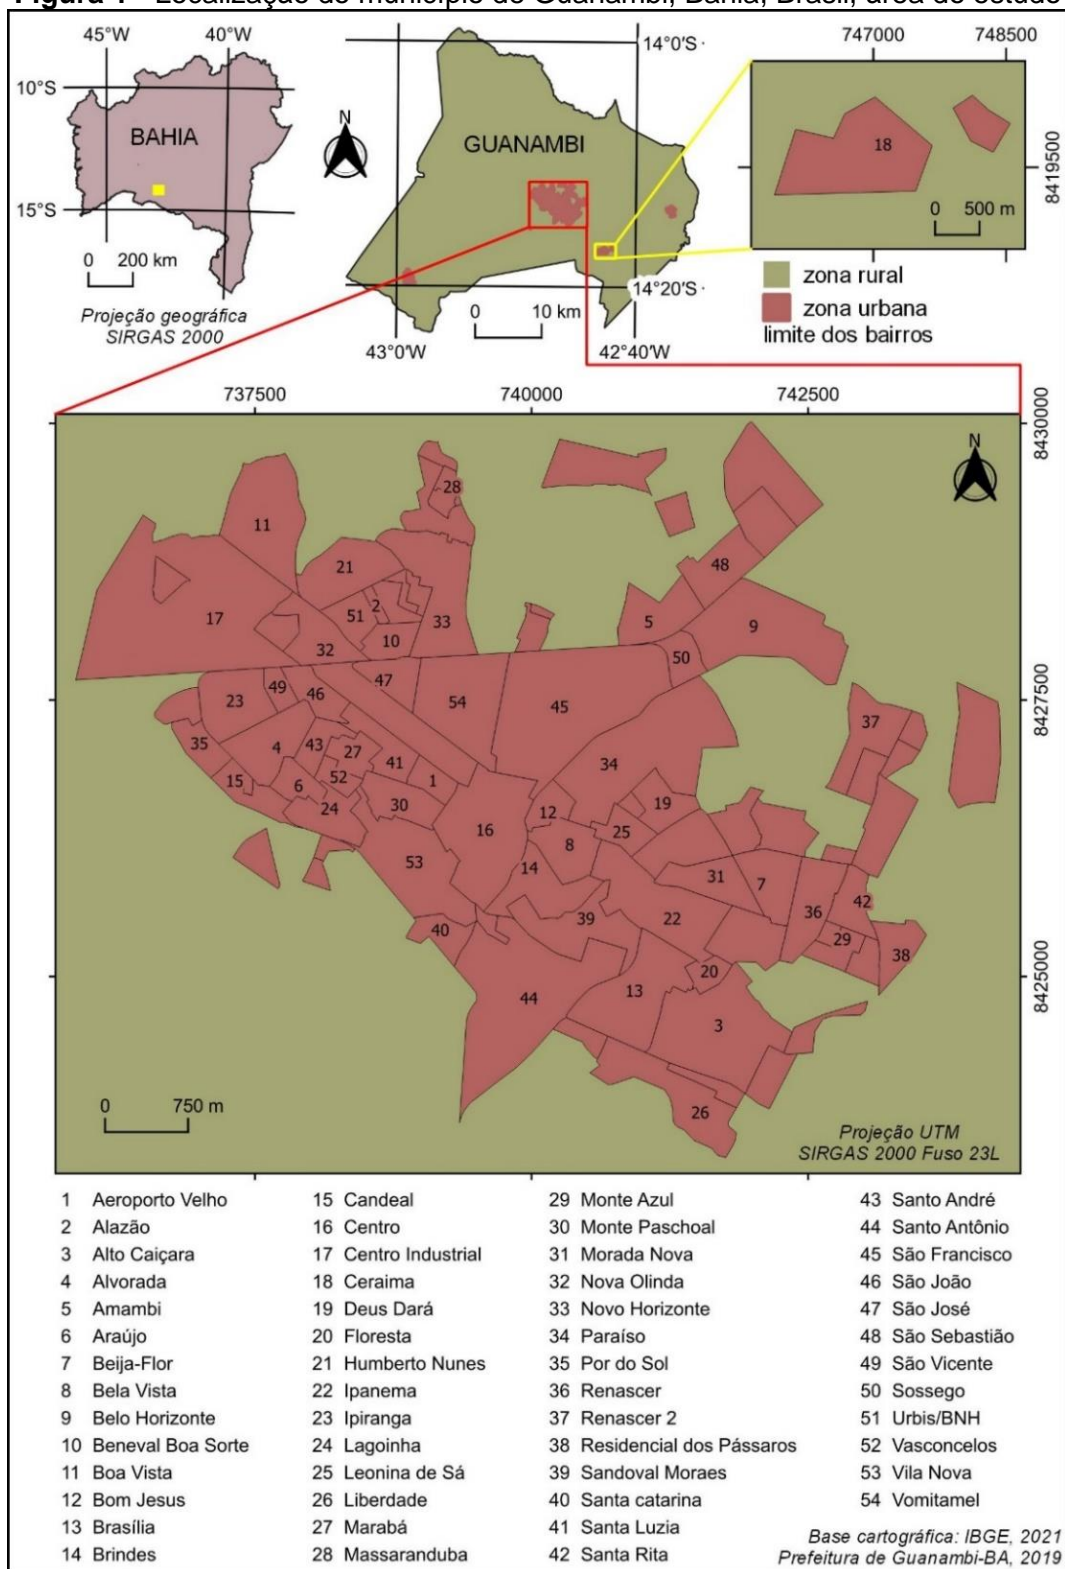 Figura 1 - Localização do município de Guanambi, Bahia, Brasil, área de estudo
45°W 40°W
10°S
15°S
BAHIA
0 200 km
Projeção geográfica
SIRGAS 2000
N
GUANAMBI
14°0'S
14°20'S
0 10 km
43°0'W 42°40'W
747000 748500
8419500
18
0 500 m
zona rural
zona urbana
limite dos bairros
737500 740000 742500
8430000
8427500
8425000
N
28
11
21
48
17
51
2
33
5
9
10
32
50
47
49
46
23
54
45
37
35
4
43
27
34
41
15
6
52
1
19
24
30
12
16
25
8
53
14
31
7
42
36
39
22
40
29
38
20
13
44
3
26
0 750 m
Projeção UTM
SIRGAS 2000 Fuso 23L
1 Aeroporto Velho
2 Alazão
3 Alto Caiçara
4 Alvorada
5 Amambi
6 Araújo
7 Beija-Flor
8 Bela Vista
9 Belo Horizonte
10 Beneval Boa Sorte
11 Boa Vista
12 Bom Jesus
13 Brasília
14 Brindes
15 Candeal
16 Centro
17 Centro Industrial
18 Ceraima
19 Deus Dará
20 Floresta
21 Humberto Nunes
22 Ipanema
23 Ipiranga
24 Lagoinha
25 Leonina de Sá
26 Liberdade
27 Marabá
28 Massaranduba
29 Monte Azul
30 Monte Paschoal
31 Morada Nova
32 Nova Olinda
33 Novo Horizonte
34 Paraíso
35 Por do Sol
36 Renascer
37 Renascer 2
38 Residencial dos Pássaros
39 Sandoval Moraes
40 Santa catarina
41 Santa Luzia
42 Santa Rita
43 Santo André
44 Santo Antônio
45 São Francisco
46 São João
47 São José
48 São Sebastião
49 São Vicente
50 Sossego
51 Urbis/BNH
52 Vasconcelos
53 Vila Nova
54 Vomitamel
Base cartográfica: IBGE, 2021
Prefeitura de Guanambi-BA, 2019